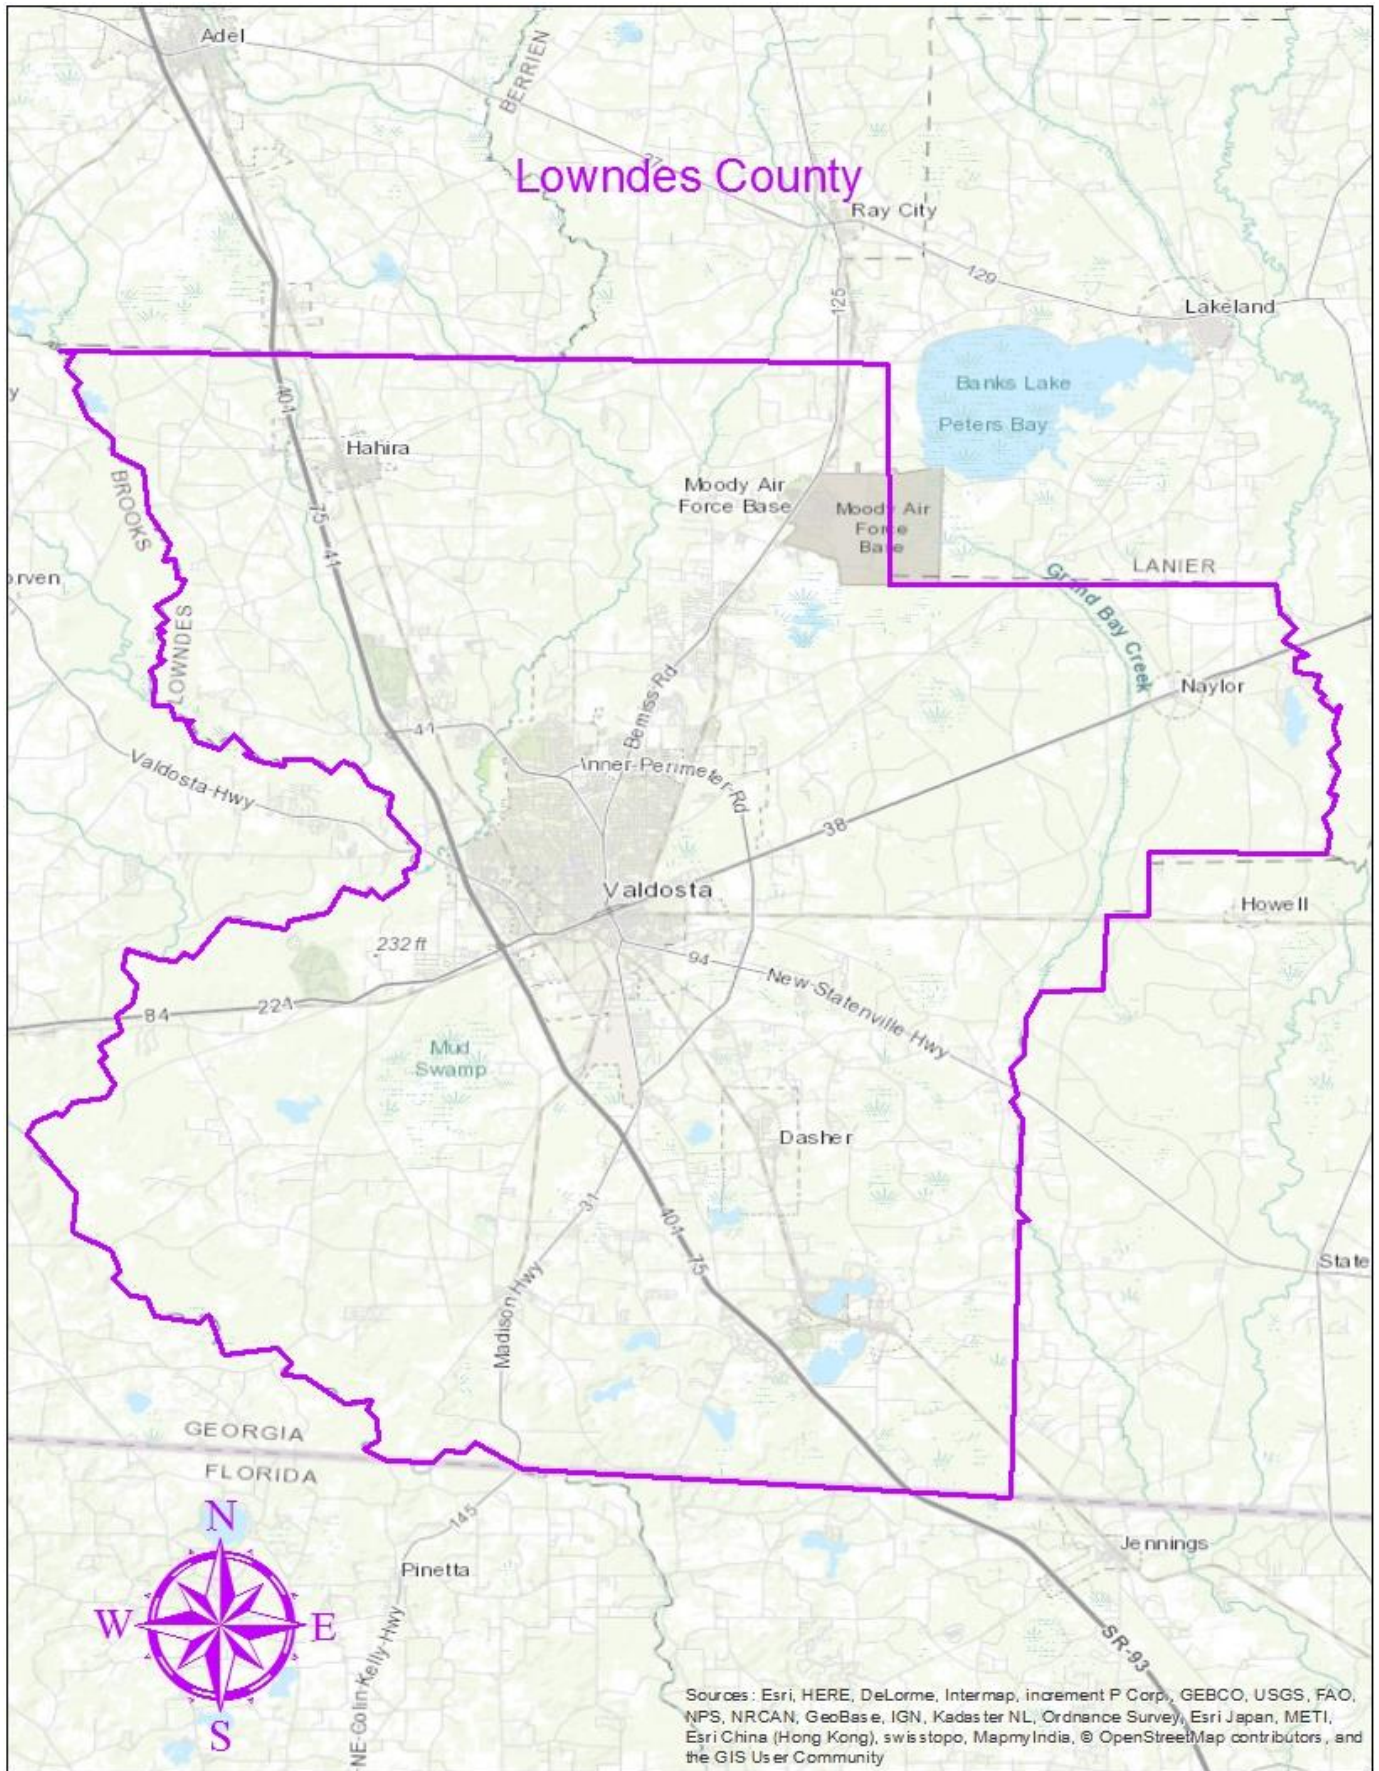 Adel
BERRIEN
Lowndes County
37
Ray City
129
125
Lakeland
Banks Lake
Peters Bay
401
Hahira
BROOKS
75
41
Moody Air
Force Base
Moody Air
Force
Base
LANIER
Grand Bay Creek
LOWNDES
Naylor
Bemiss Rd
41
Valdosta Hwy
Inner Perimeter Rd
38
Valdosta
Howell
232 ft
94
New Statenville Hwy
84
221
Mud
Swamp
Dasher
31
401
75
State
Madison Hwy
GEORGIA
FLORIDA
N
W
E
S
145
Pinetta
Jennings
NE Colin Kelly Hwy
SR-93
Sources: Esri, HERE, DeLorme, Intermap, increment P Corp., GEBCO, USGS, FAO,
NPS, NRCAN, GeoBase, IGN, Kadaster NL, Ordnance Survey, Esri Japan, METI,
Esri China (Hong Kong), swisstopo, MapmyIndia, © OpenStreetMap contributors, and
the GIS User Community